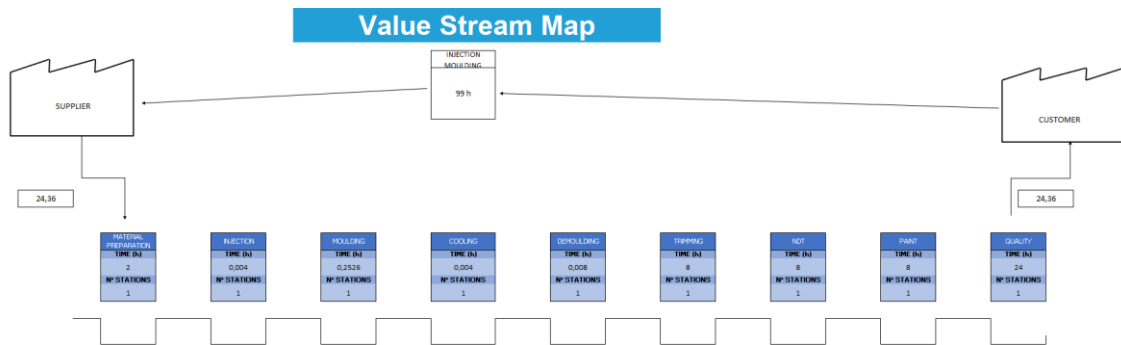 Value Stream Map
INJECTION
MOULDING
99 h
SUPPLIER
CUSTOMER
24,36
24,36
MATERIAL
PREPARATION
TIME (h)
2
Nº STATIONS
1
INJECTION
TIME (h)
0,004
Nº STATIONS
1
MOULDING
TIME (h)
0,2526
Nº STATIONS
1
COOLING
TIME (h)
0,004
Nº STATIONS
1
DEMOULDING
TIME (h)
0,008
Nº STATIONS
1
TRIMMING
TIME (h)
8
Nº STATIONS
1
NDT
TIME (h)
8
Nº STATIONS
1
PAINT
TIME (h)
8
Nº STATIONS
1
QUALITY
TIME (h)
24
Nº STATIONS
1